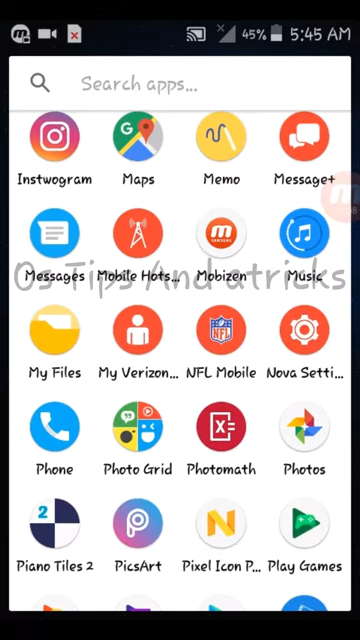 45% 5:45 AM
Search apps...
Instwogram Maps Memo Message+
Messages Mobile Hots... Mobizen Music
Os Tips And atricks
My Files My Verizon... NFL Mobile Nova Setti...
Phone Photo Grid Photomath Photos
2
Piano Tiles 2 PicsArt Pixel Icon P... Play Games